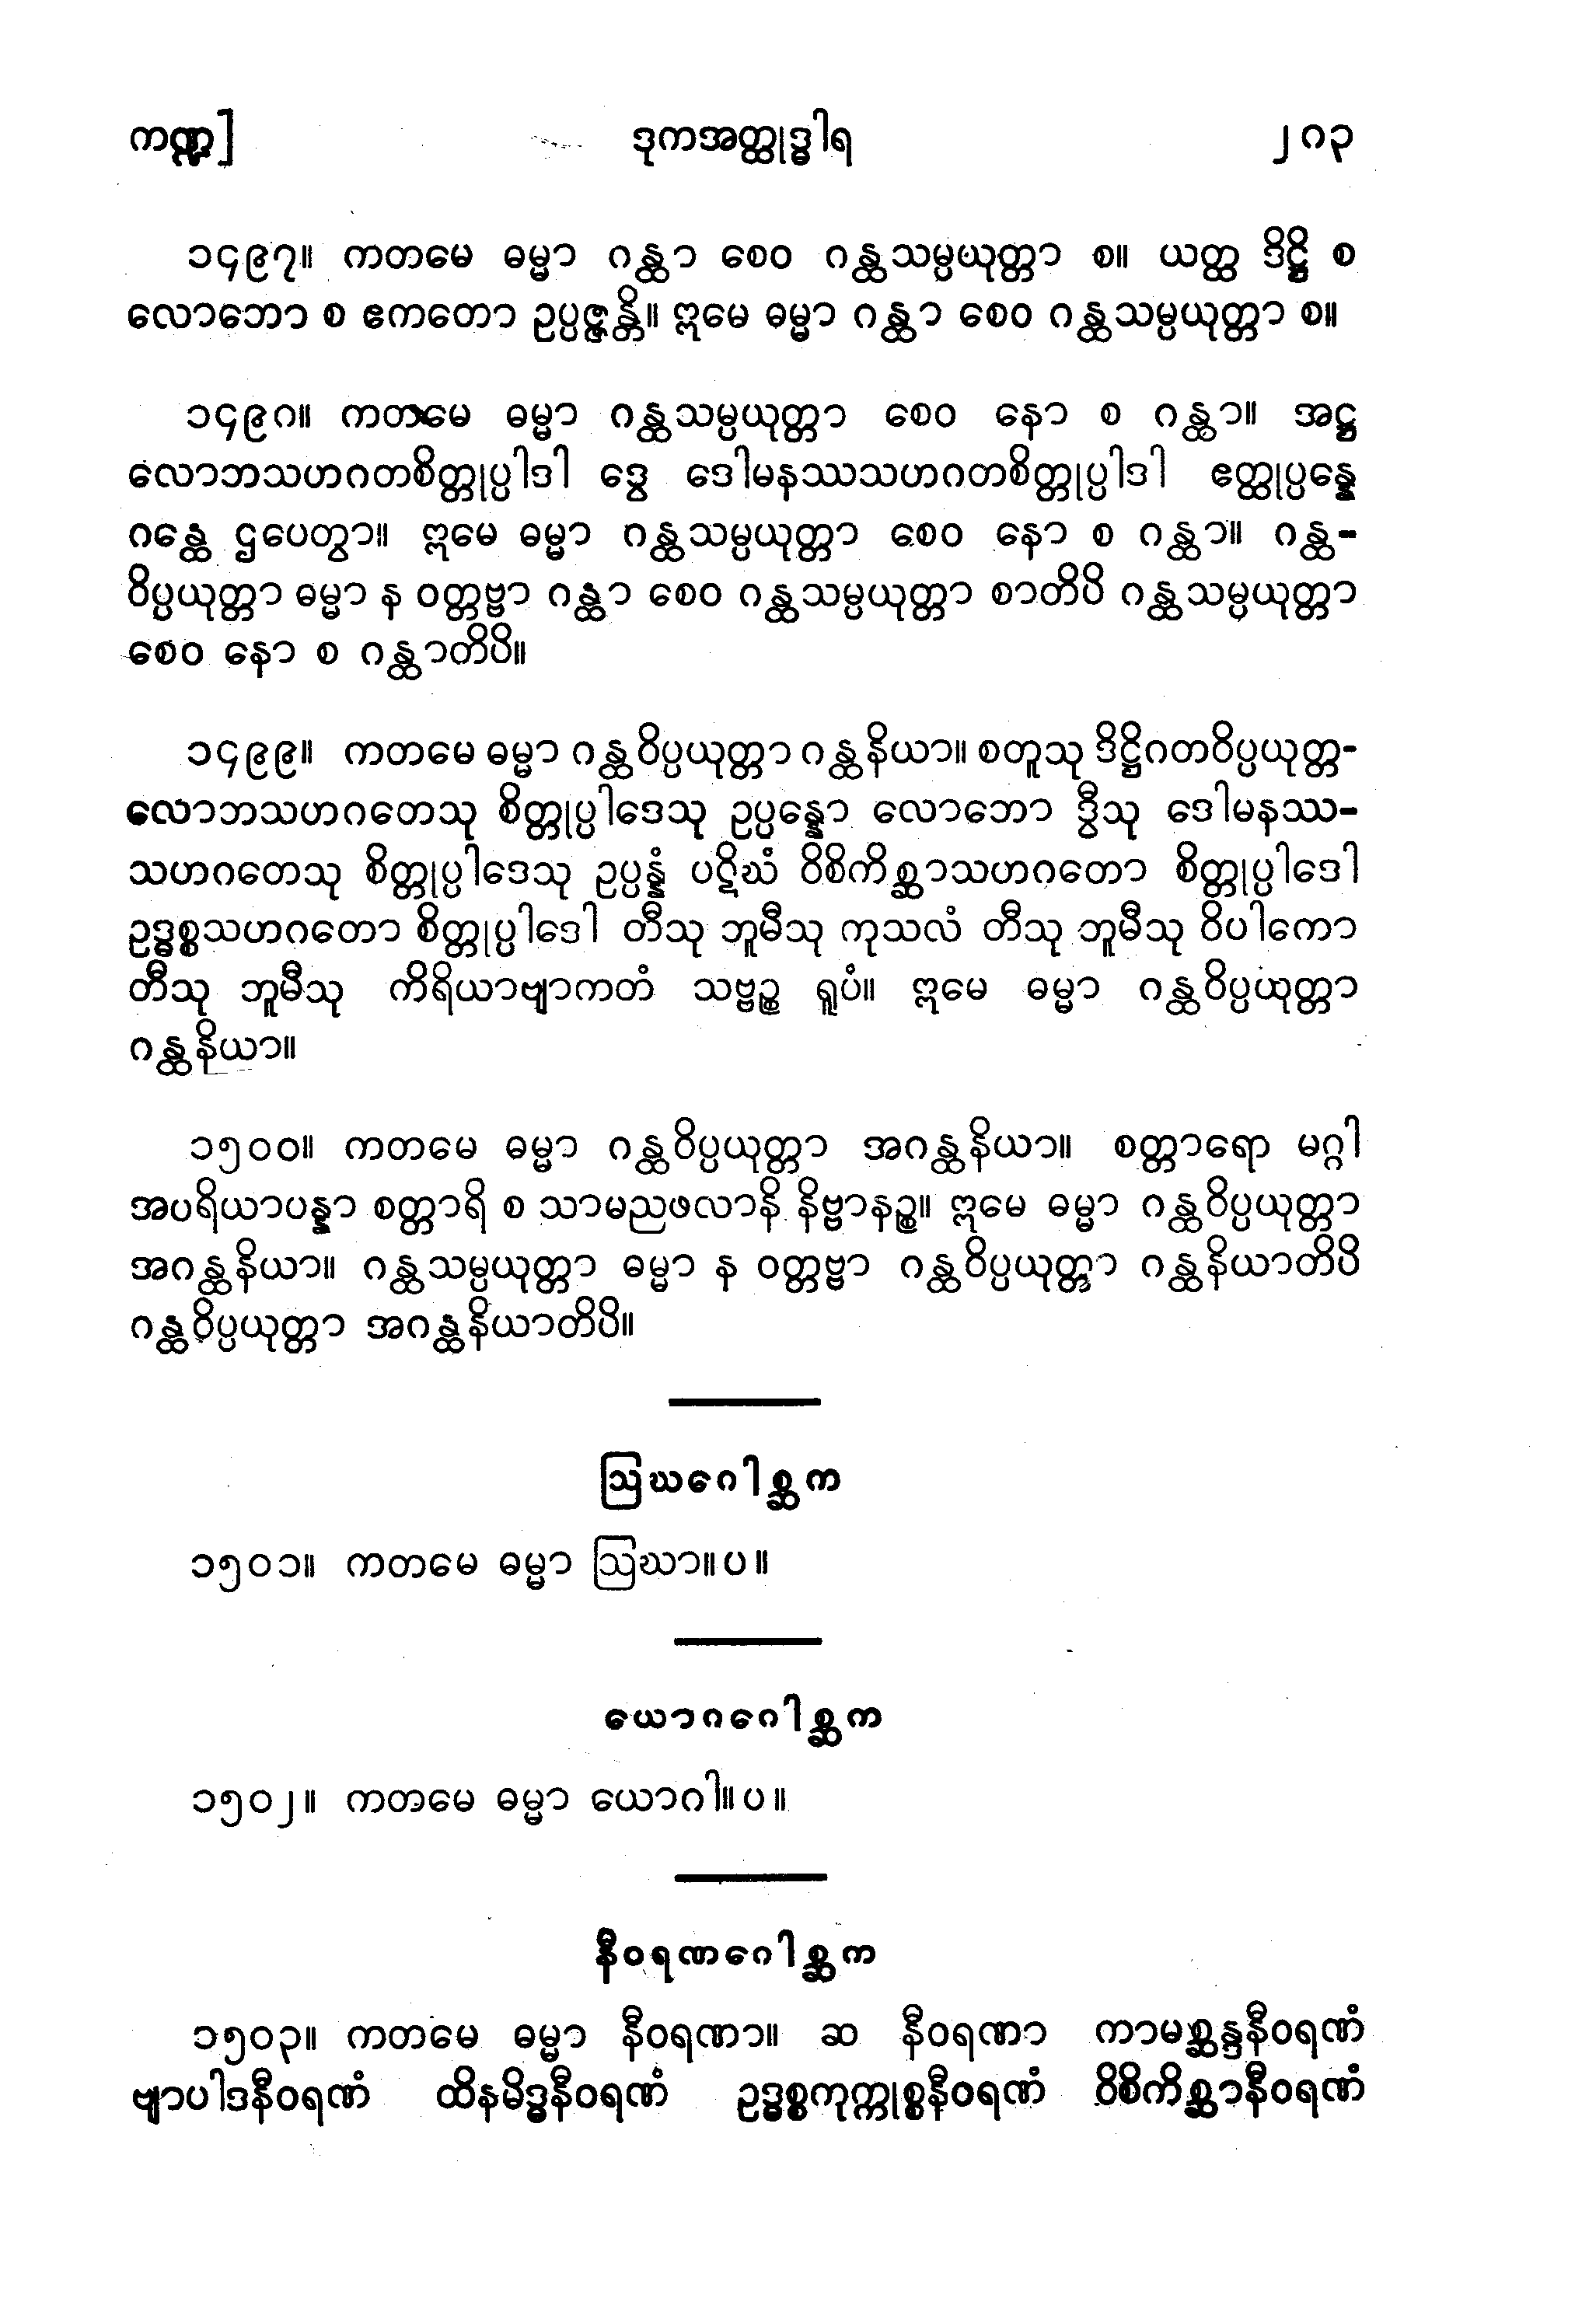 ကဏ္ဍ] ဒုကအတ္ထုဒ္ဓါရ ၂၈၃
၁၄၉၇။ ကတမေ ဓမ္မာ ဂန္ထာ စေဝ ဂန္ထသမ္ပယုတ္တာ စ။ ယတ္ထ ဒိဋ္ဌိ စ
လောဘော စ ဧကတော ဥပ္ပဇ္ဇန္တိ။ ဣမေ ဓမ္မာ ဂန္ထာ စေဝ ဂန္ထသမ္ပယုတ္တာ စ။
၁၄၉၈။ ကတမေ ဓမ္မာ ဂန္ထသမ္ပယုတ္တာ စေဝ နော စ ဂန္ထာ။ အဋ္ဌ
လောဘသဟဂတစိတ္တုပ္ပါဒါ ဒွေ ဒေါမနဿသဟဂတစိတ္တုပ္ပါဒါ ဧတ္ထုပ္ပန္နေ
ဂန္ထေ ဌပေတွာ။ ဣမေ ဓမ္မာ ဂန္ထသမ္ပယုတ္တာ စေဝ နော စ ဂန္ထာ။ ဂန္ထ-
ဝိပ္ပယုတ္တာ ဓမ္မာ န ဝတ္တဗ္ဗာ ဂန္ထာ စေဝ ဂန္ထသမ္ပယုတ္တာ စာတိပိ ဂန္ထသမ္ပယုတ္တာ
စေဝ နော စ ဂန္ထာတိပိ။
၁၄၉၉။ ကတမေ ဓမ္မာ ဂန္ထဝိပ္ပယုတ္တာ ဂန္ထနိယာ။ စတူသု ဒိဋ္ဌိဂတဝိပ္ပယုတ္တ-
လောဘသဟဂတေသု စိတ္တုပ္ပါဒေသု ဥပ္ပန္နော လောဘော ဒွီသု ဒေါမနဿ-
သဟဂတေသု စိတ္တုပ္ပါဒေသု ဥပ္ပန္နံ ပဋိဃံ ဝိစိကိစ္ဆာသဟဂတော စိတ္တုပ္ပါဒေါ
ဥဒ္ဓစ္စသဟဂတော စိတ္တုပ္ပါဒေါ တီသု ဘူမီသု ကုသလံ တီသု ဘူမီသု ဝိပါကော
တီသု ဘူမီသု ကိရိယာဗျာကတံ သဗ္ဗဉ္စ ရူပံ။ ဣမေ ဓမ္မာ ဂန္ထဝိပ္ပယုတ္တာ
ဂန္ထနိယာ။
၁၅၀၀။ ကတမေ ဓမ္မာ ဂန္ထဝိပ္ပယုတ္တာ အဂန္ထနိယာ။ စတ္တာရော မဂ္ဂါ
အပရိယာပန္နာ စတ္တာရိ စ သာမညဖလာနိ နိဗ္ဗာနဉ္စ။ ဣမေ ဓမ္မာ ဂန္ထဝိပ္ပယုတ္တာ
အဂန္ထနိယာ။ ဂန္ထသမ္ပယုတ္တာ ဓမ္မာ န ဝတ္တဗ္ဗာ ဂန္ထဝိပ္ပယုတ္တာ ဂန္ထနိယာတိပိ
ဂန္ထဝိပ္ပယုတ္တာ အဂန္ထနိယာတိပိ။
ဩဃဂေါစ္ဆက
၁၅၀၁။ ကတမေ ဓမ္မာ ဩဃာ။ပ။
ယောဂဂေါစ္ဆက
၁၅၀၂။ ကတမေ ဓမ္မာ ယောဂါ။ပ။
နီဝရဏဂေါစ္ဆက
၁၅၀၃။ ကတမေ ဓမ္မာ နီဝရဏာ။ ဆ နီဝရဏာ ကာမစ္ဆန္ဒနီဝရဏံ
ဗျာပါဒနီဝရဏံ ထိနမိဒ္ဓနီဝရဏံ ဥဒ္ဓစ္စကုက္ကုစ္စနီဝရဏံ ဝိစိကိစ္ဆာနီဝရဏံ